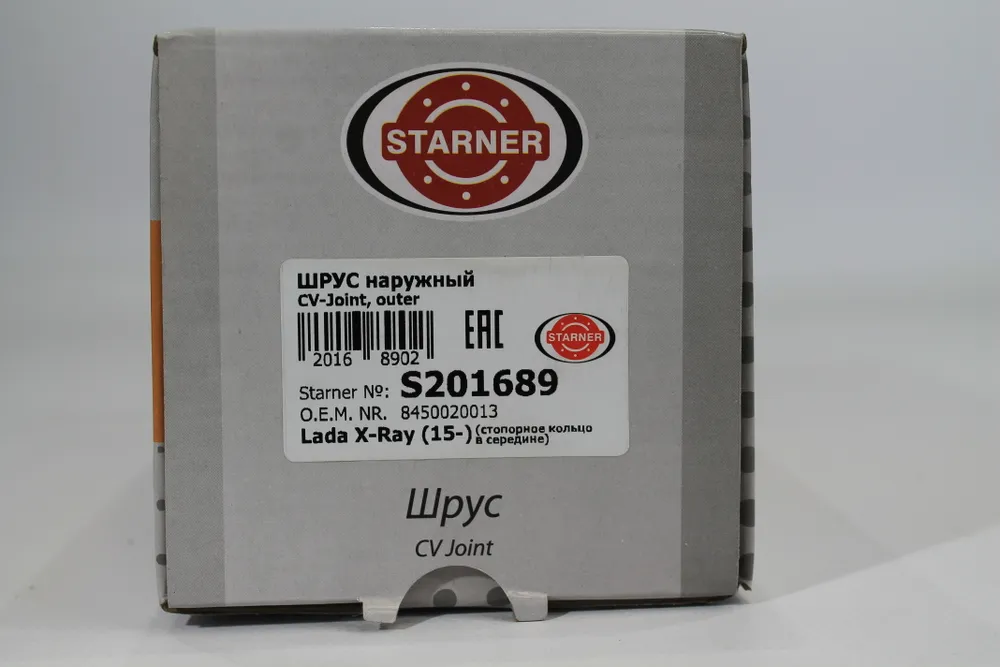 STARNER
ШРУС наружный
CV-Joint, outer
EAC
STARNER
2016 8902
Starner №: S201689
O.E.M. NR. 8450020013
Lada X-Ray (15-) (стопорное кольцо
в середине)
Шрус
CV Joint